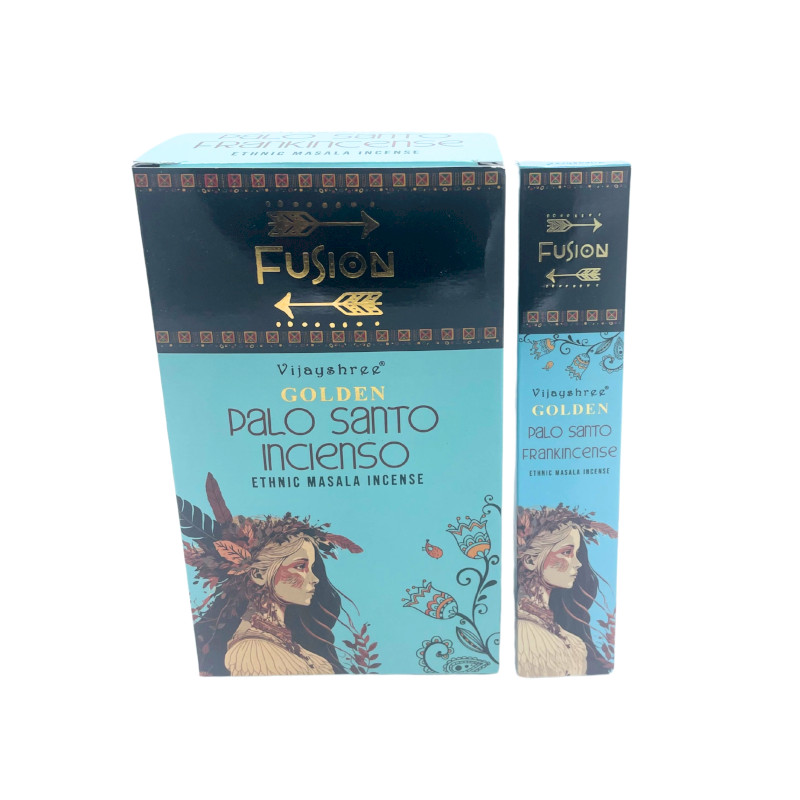 Palo Santo
Frankincense
ETHNIC MASALA INCENSE
FUSION
Vijayshree®
GOLDEN
PALO SANTO
INCIENSO
ETHNIC MASALA INCENSE
FUSION
Vijayshree®
GOLDEN
PALO SANTO
FRANKINCENSE
ETHNIC MASALA INCENSE